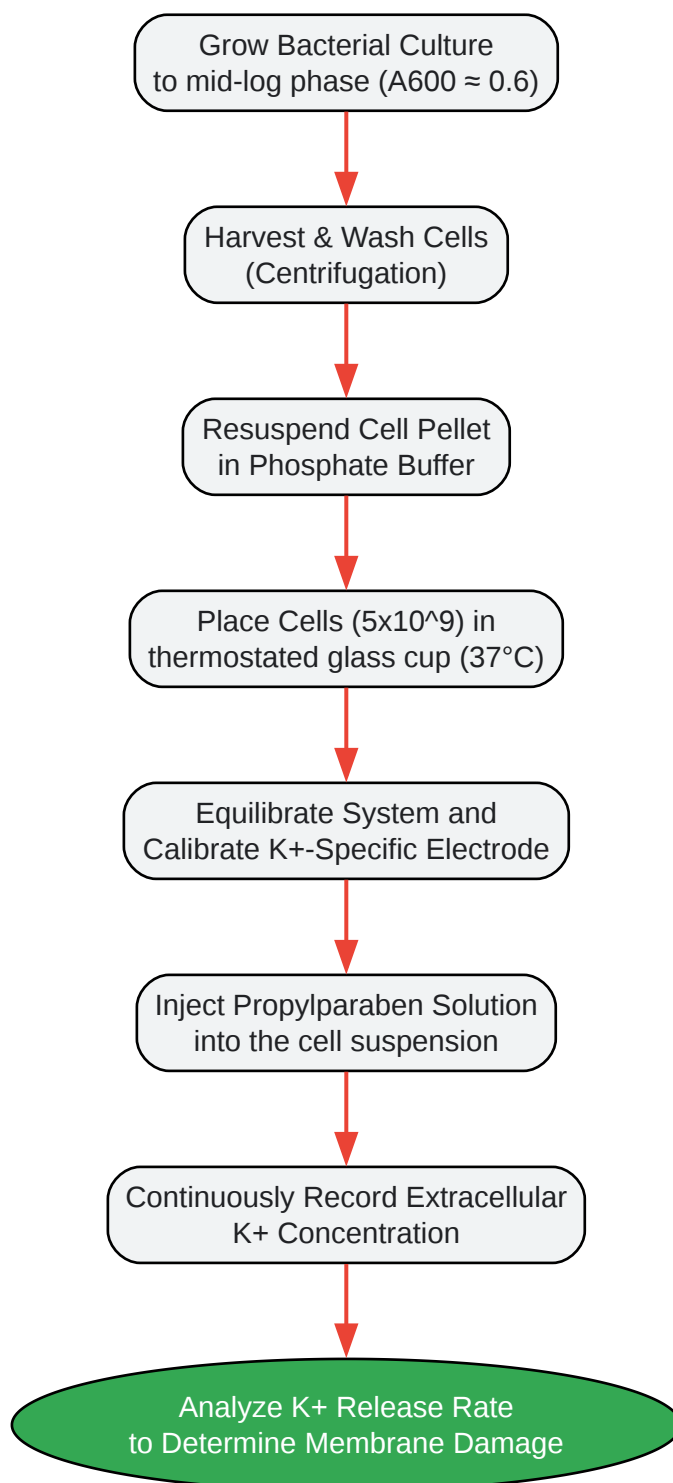 Grow Bacterial Culture
to mid-log phase (A600 ≈ 0.6)
Harvest & Wash Cells
(Centrifugation)
Resuspend Cell Pellet
in Phosphate Buffer
Place Cells (5x10^9) in
thermostated glass cup (37°C)
Equilibrate System and
Calibrate K+-Specific Electrode
Inject Propylparaben Solution
into the cell suspension
Continuously Record Extracellular
K+ Concentration
Analyze K+ Release Rate
to Determine Membrane Damage